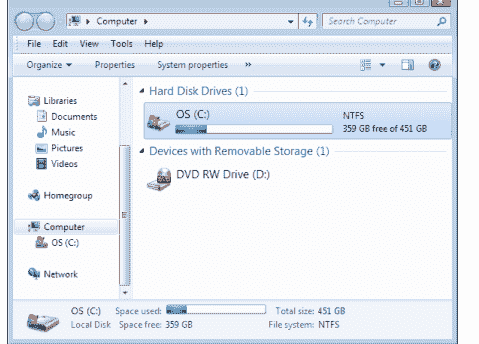 Computer
Search Computer
File Edit View Tools Help
Organize Properties System properties »
Libraries
Documents
Music
Pictures
Videos
Homegroup
Computer
OS (C:)
Network
Hard Disk Drives (1)
OS (C:) NTFS
359 GB free of 451 GB
Devices with Removable Storage (1)
DVD RW Drive (D:)
OS (C:) Space used: Total size: 451 GB
Local Disk Space free: 359 GB File system: NTFS